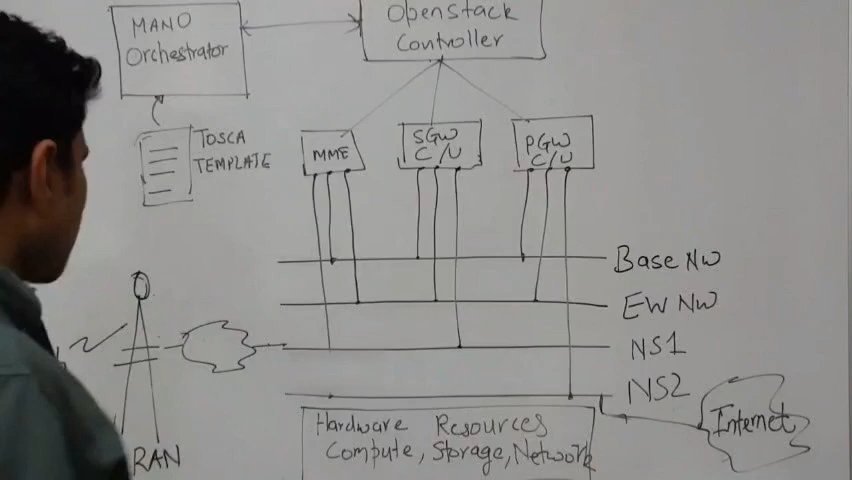 MANO
Orchestrator
OpenStack
Controller
TOSCA
TEMPLATE
MME
SGW
C/U
PGW
C/U
Base NW
EW NW
NS1
NS2
Internet
RAN
Hardware Resources
Compute, Storage, Network